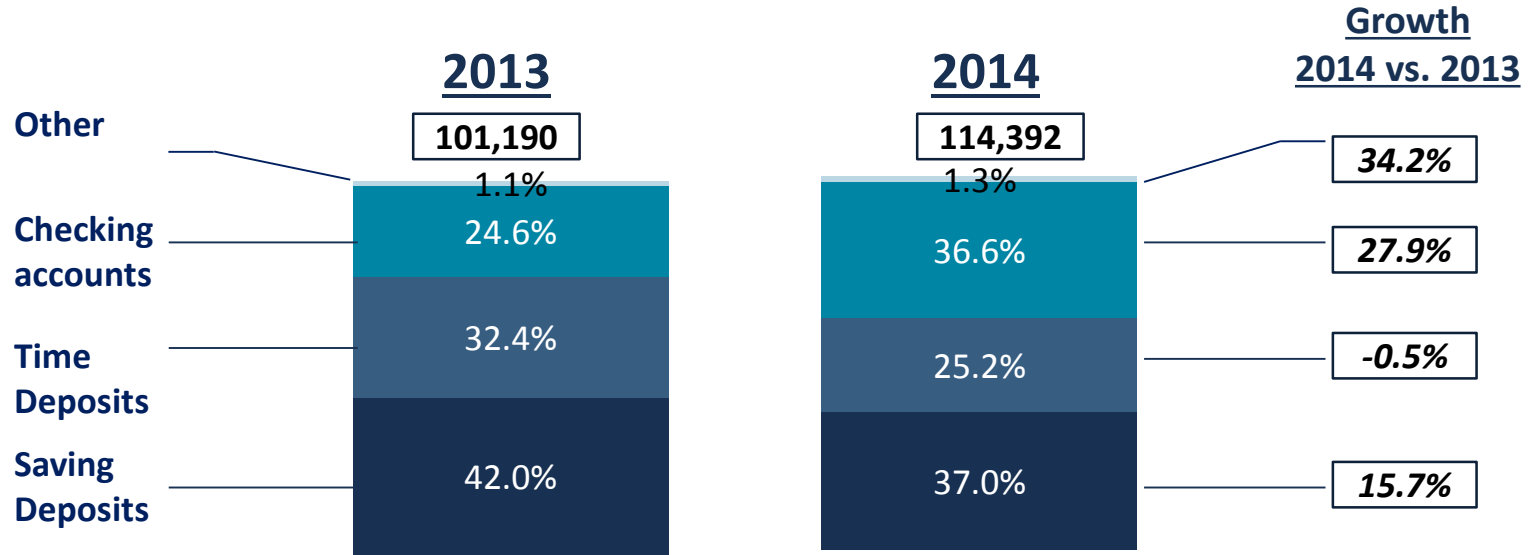 Growth
2014 vs. 2013
2013
2014
Other
101,190
114,392
34.2%
1.1%
1.3%
Checking
accounts
24.6%
36.6%
27.9%
Time
Deposits
32.4%
25.2%
-0.5%
Saving
Deposits
42.0%
37.0%
15.7%